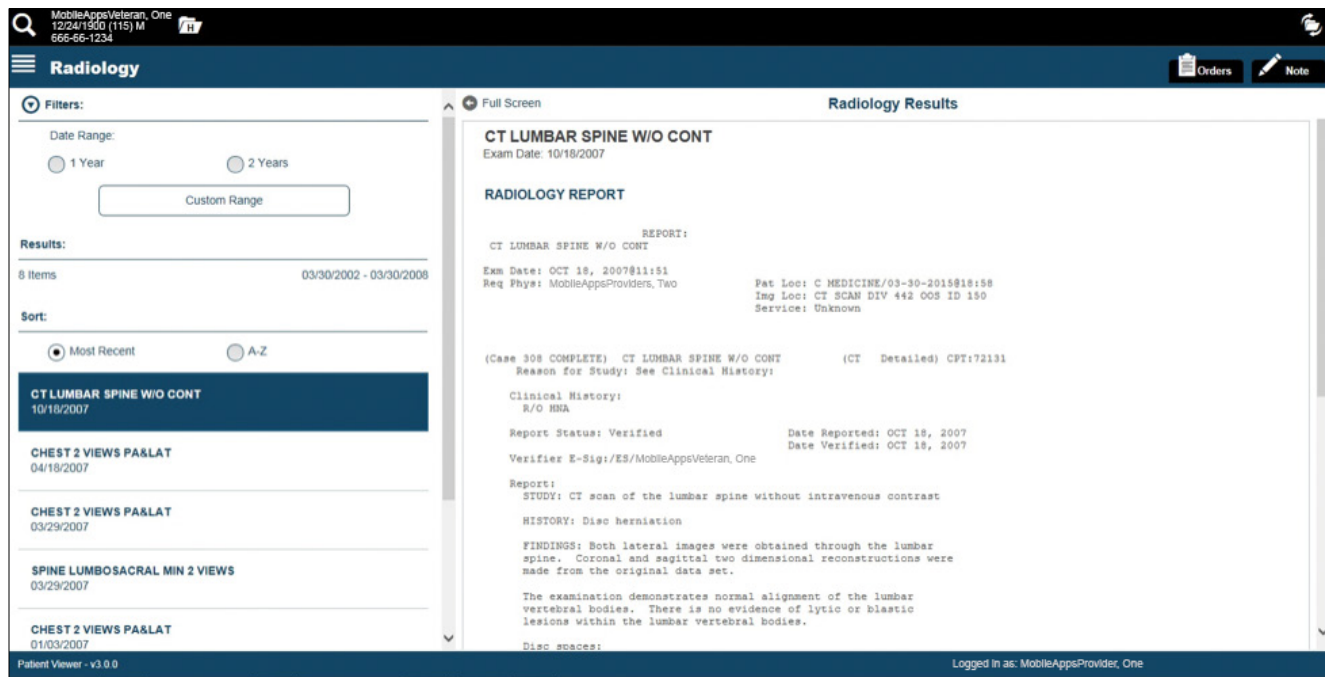 MobileAppsVeteran, One
12/24/1900 (115) M
666-66-1234
H
Radiology
Orders
Note
Filters:
Date Range:
1 Year 2 Years
Custom Range
Results:
8 Items 03/30/2002 - 03/30/2008
Sort:
Most Recent A-Z
CT LUMBAR SPINE W/O CONT
10/18/2007
CHEST 2 VIEWS PA&LAT
04/18/2007
CHEST 2 VIEWS PA&LAT
03/29/2007
SPINE LUMBOSACRAL MIN 2 VIEWS
03/29/2007
CHEST 2 VIEWS PA&LAT
01/03/2007
Full Screen
Radiology Results
CT LUMBAR SPINE W/O CONT
Exam Date: 10/18/2007
RADIOLOGY REPORT
REPORT:
CT LUMBAR SPINE W/O CONT
Exm Date: OCT 18, 2007@11:51
Req Phys: MobileAppsProviders, Two Pat Loc: C MEDICINE/03-30-2015@18:58
Img Loc: CT SCAN DIV 442 OOS ID 150
Service: Unknown
(Case 308 COMPLETE) CT LUMBAR SPINE W/O CONT (CT Detailed) CPT:72131
Reason for Study: See Clinical History:
Clinical History:
R/O HNA
Report Status: Verified Date Reported: OCT 18, 2007
Date Verified: OCT 18, 2007
Verifier E-Sig:/ES/MobileAppsVeteran, One
Report:
STUDY: CT scan of the lumbar spine without intravenous contrast
HISTORY: Disc herniation
FINDINGS: Both lateral images were obtained through the lumbar
spine. Coronal and sagittal two dimensional reconstructions were
made from the original data set.
The examination demonstrates normal alignment of the lumbar
vertebral bodies. There is no evidence of lytic or blastic
lesions within the lumbar vertebral bodies.
Disc spaces:
Patient Viewer - v3.0.0
Logged in as: MobileAppsProvider, One